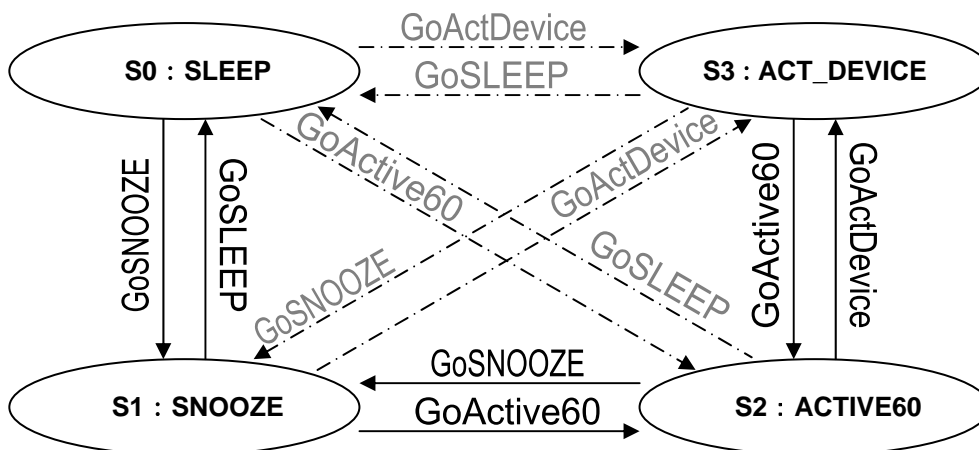 GoActDevice
S0 : SLEEP
S3 : ACT_DEVICE
GoSLEEP
GoSNOOZE
GoSLEEP
GoActive60
GoActDevice
GoActive60
GoActDevice
GoSNOOZE
GoSLEEP
GoSNOOZE
S1 : SNOOZE
S2 : ACTIVE60
GoActive60